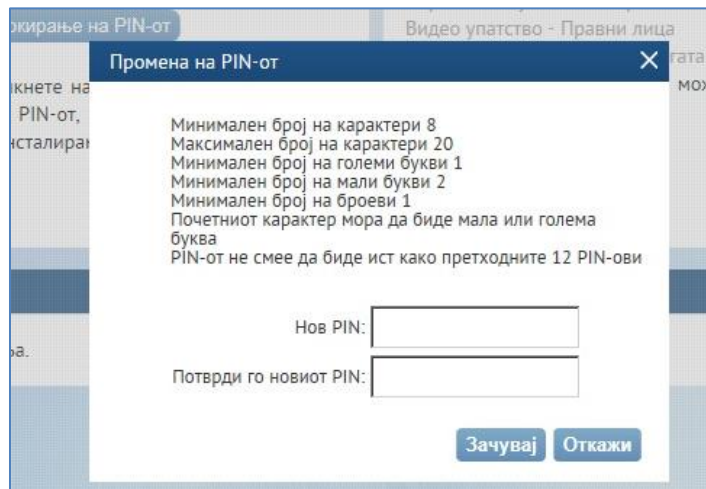 на PIN-от
Видео упатство - Правни лица
Промена на PIN-от
на
PIN-от,
Минимален број на карактери 8
Максимален број на карактери 20
Минимален број на големи букви 1
Минимален број на мали букви 2
Минимален број на броеви 1
Почетниот карактер мора да биде мала или голема
буква
PIN-от не смее да биде ист како претходните 12 PIN-ови
Нов PIN:
Потврди го новиот PIN:
Зачувај Откажи